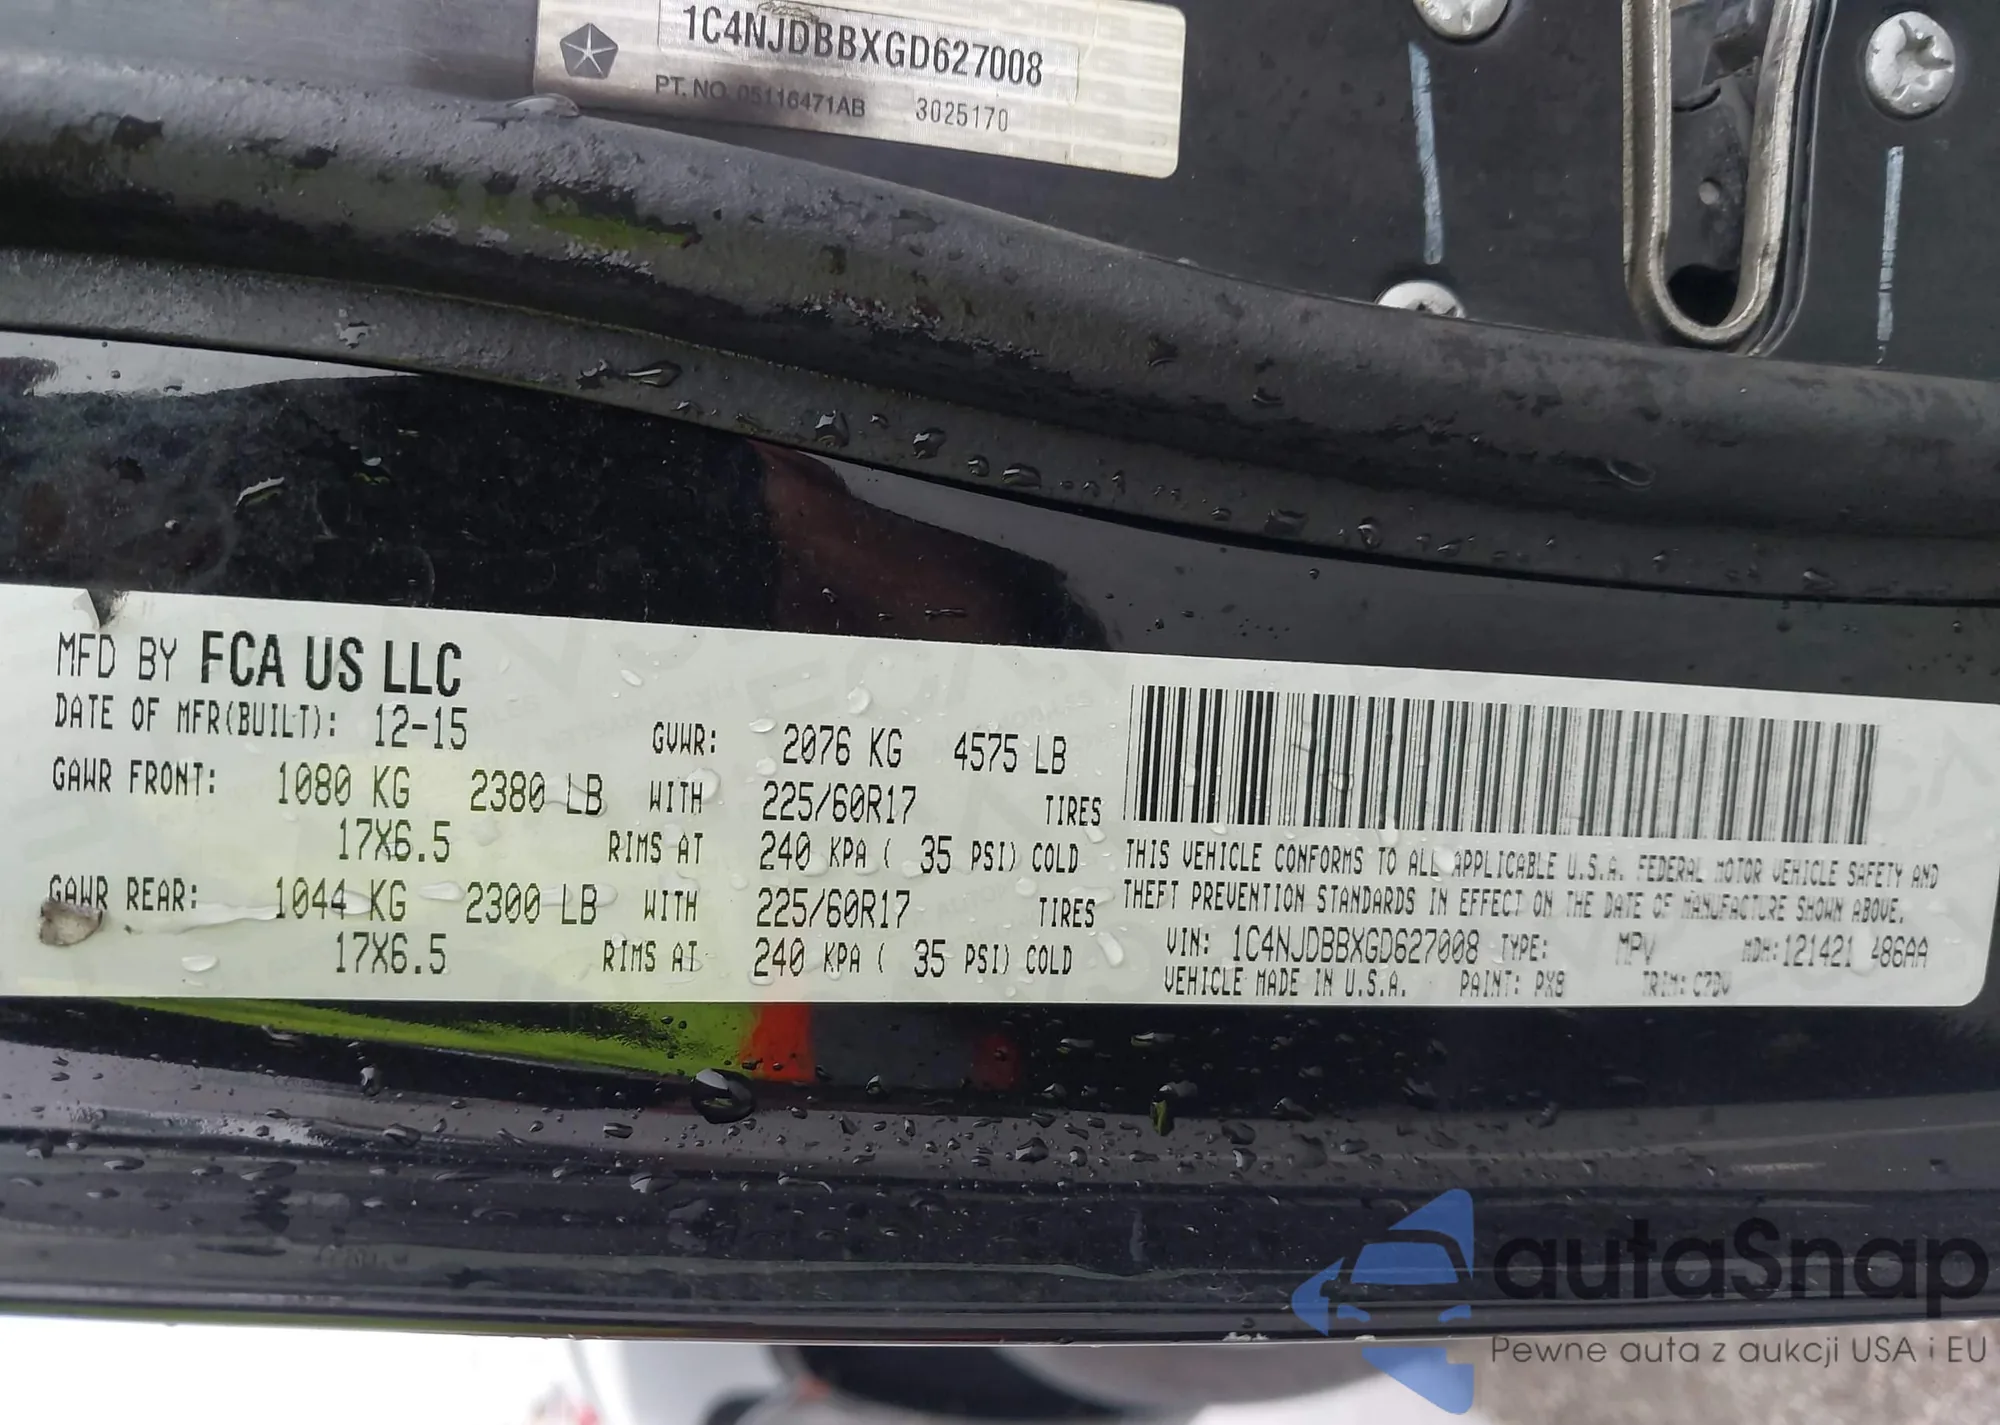 1C4NJDBBXGD627008
PT. NO. 05116471AB 3025170
MFD BY FCA US LLC
DATE OF MFR(BUILT): 12-15
GVWR: 2076 KG 4575 LB
GAWR FRONT: 1080 KG 2380 LB WITH 225/60R17 TIRES
17X6.5 RIMS AT 240 KPA ( 35 PSI) COLD
GAWR REAR: 1044 KG 2300 LB WITH 225/60R17 TIRES
17X6.5 RIMS AT 240 KPA ( 35 PSI) COLD
THIS VEHICLE CONFORMS TO ALL APPLICABLE U.S.A. FEDERAL MOTOR VEHICLE SAFETY AND
THEFT PREVENTION STANDARDS IN EFFECT ON THE DATE OF MANUFACTURE SHOWN ABOVE.
VIN: 1C4NJDBBXGD627008 TYPE: MPV MDH:121421 486AA
VEHICLE MADE IN U.S.A. PAINT: PX8 TRIM:
autaSnap
Pewne auta z aukcji USA i EU